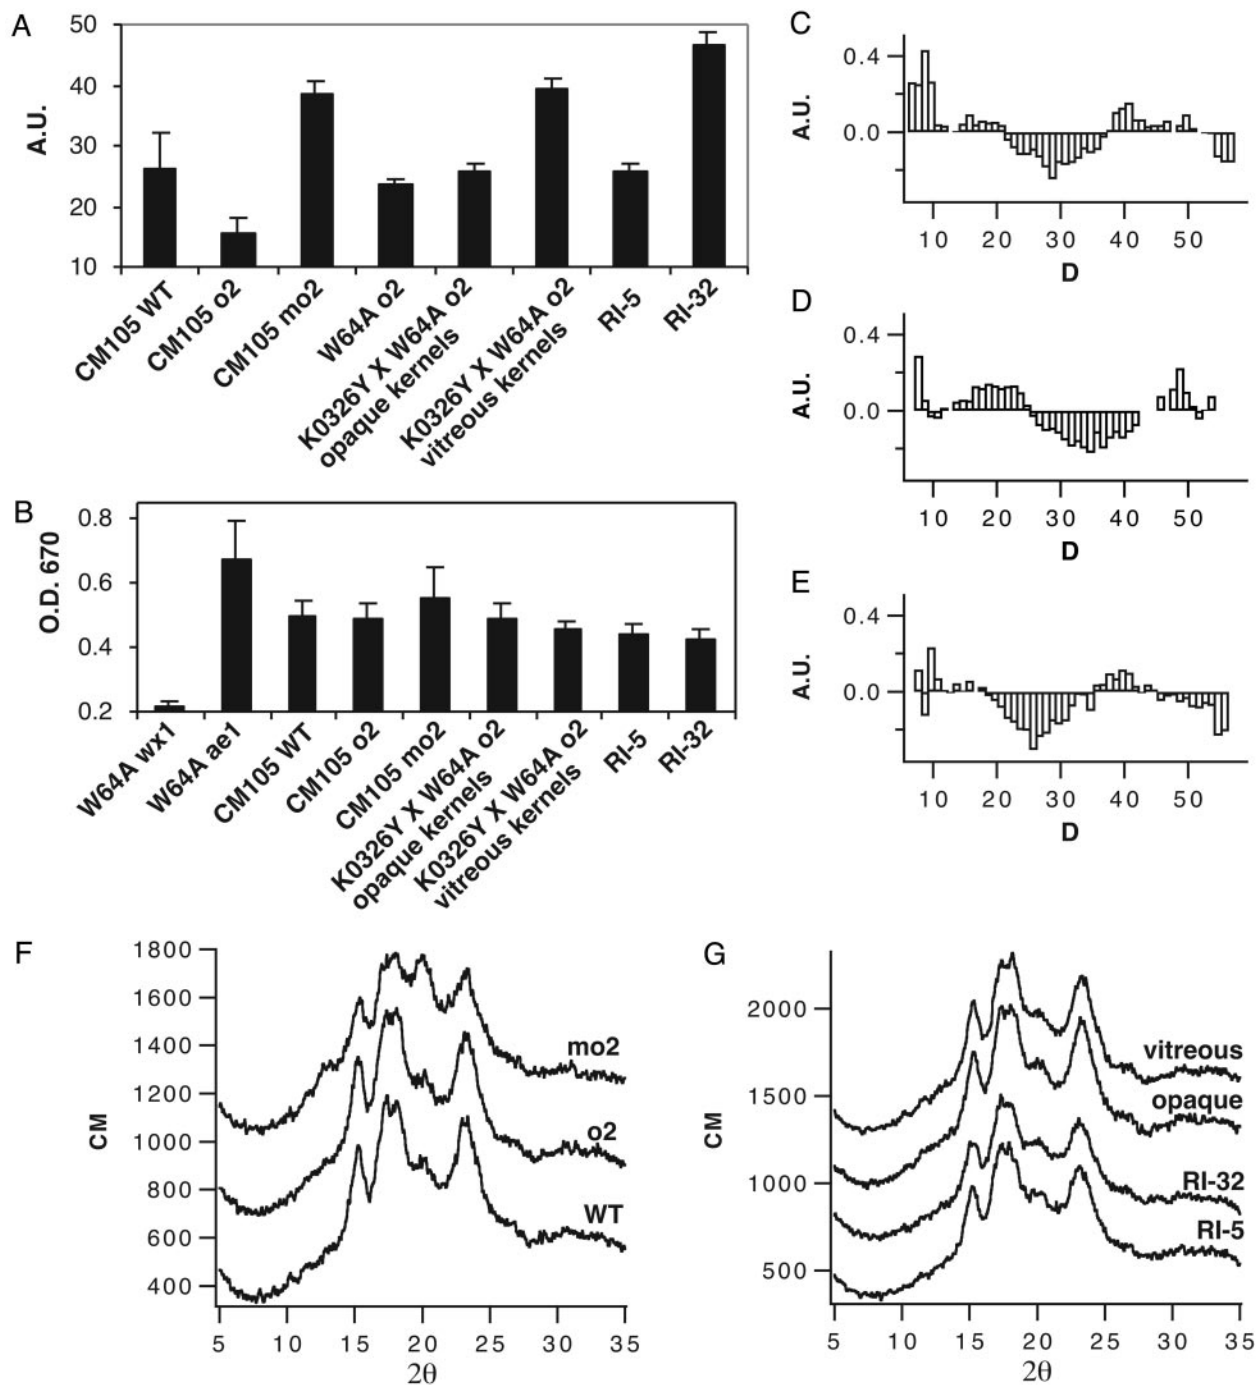 A
50
40
30
20
10
A.U.
CM105 WT
CM105 o2
CM105 mo2
W64A o2
K0326Y X W64A o2
opaque kernels
K0326Y X W64A o2
vitreous kernels
RI-5
RI-32
B
0.8
0.6
0.4
0.2
O.D. 670
W64A wx1
W64A ae1
CM105 WT
CM105 o2
CM105 mo2
K0326Y X W64A o2
opaque kernels
K0326Y X W64A o2
vitreous kernels
RI-5
RI-32
C
0.4
0.0
A.U.
10 20 30 40 50
D
D
0.4
0.0
A.U.
10 20 30 40 50
D
E
0.4
0.0
A.U.
10 20 30 40 50
D
F
1800
1600
1400
1200
1000
800
600
400
CM
mo2
o2
WT
5 10 15 20 25 30 35
2θ
G
2000
1500
1000
500
CM
vitreous
opaque
RI-32
RI-5
5 10 15 20 25 30 35
2θ